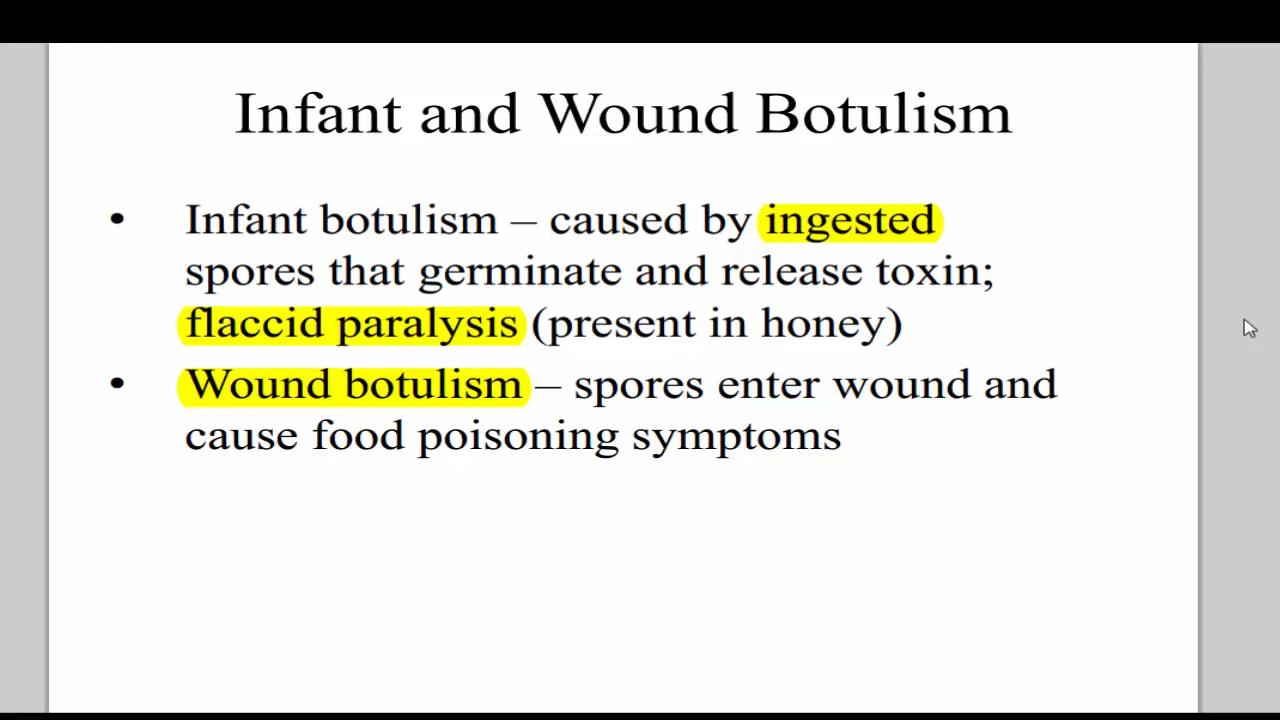 Infant and Wound Botulism
• Infant botulism – caused by ingested
spores that germinate and release toxin;
flaccid paralysis (present in honey)
• Wound botulism – spores enter wound and
cause food poisoning symptoms